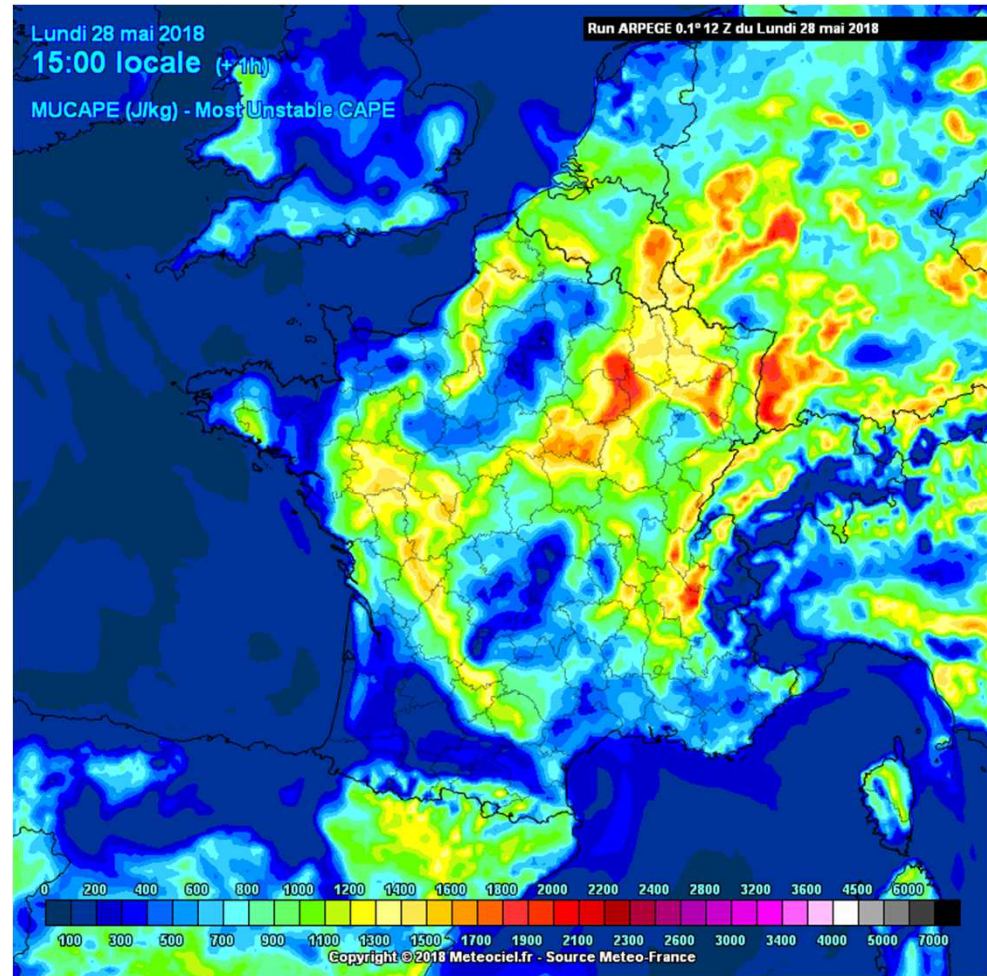 Lundi 28 mai 2018
Run ARPEGE 0.1° 12 Z du Lundi 28 mai 2018
15:00 locale (+ 1h)
MUCAPE (J/kg) - Most Unstable CAPE
0 200 400 600 800 1000 1200 1400 1600 1800 2000 2200 2400 2800 3200 3600 4500 6000
100 300 500 700 900 1100 1300 1500 1700 1900 2100 2300 2600 3000 3400 4000 5000 7000
Copyright © 2018 Meteociel.fr - Source Meteo-France